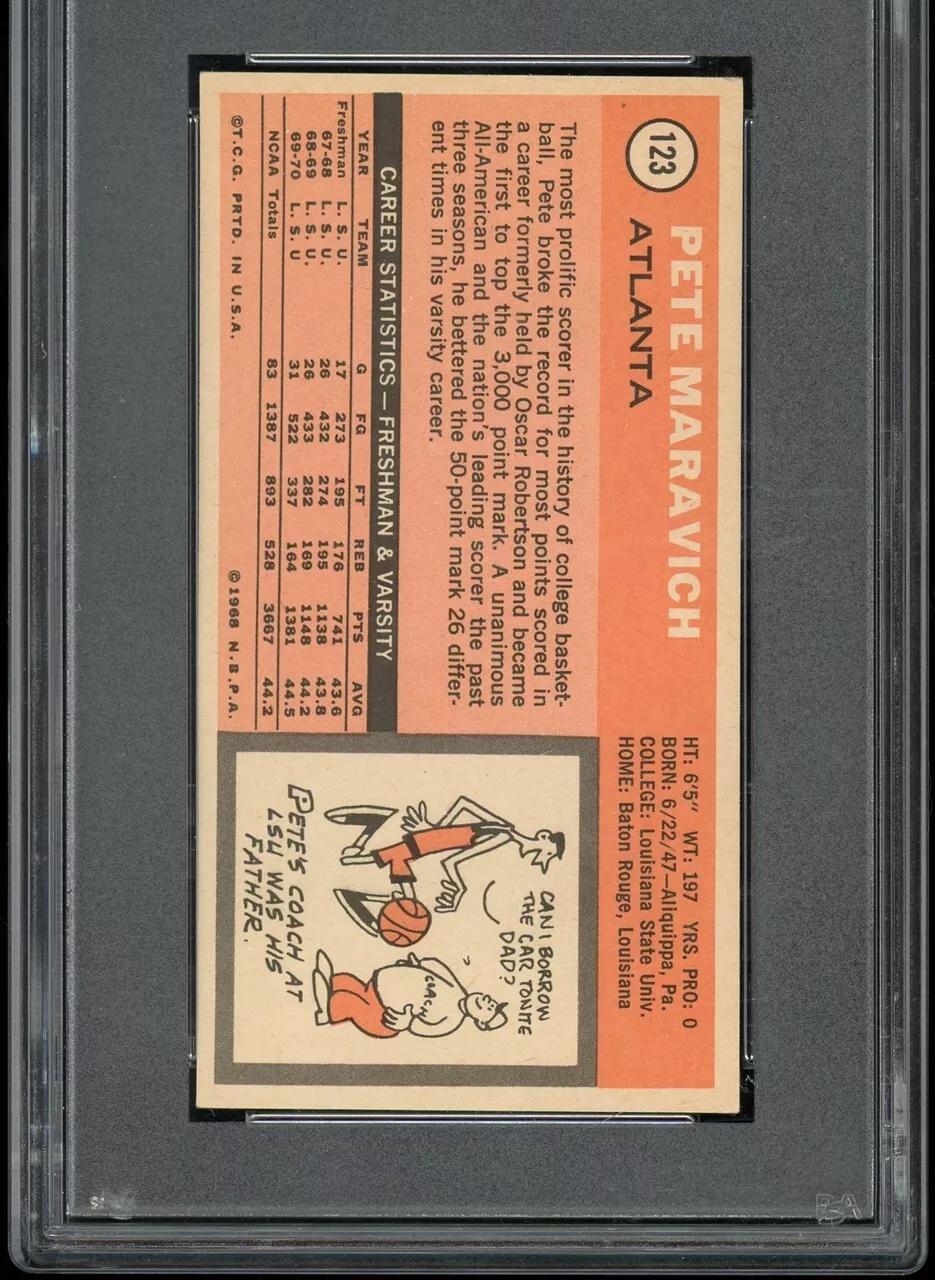 123
PETE MARAVICH
ATLANTA
HT: 6'5" WT: 197 YRS. PRO: 0
BORN: 6/22/47—Aliquippa, Pa.
COLLEGE: Louisiana State Univ.
HOME: Baton Rouge, Louisiana
The most prolific scorer in the history of college basket-
ball, Pete broke the record for most points scored in
a career formerly held by Oscar Robertson and became
the first to top the 3,000 point mark. A unanimous
All-American and the nation's leading scorer the past
three seasons, he bettered the 50-point mark 26 differ-
ent times in his varsity career.
CAREER STATISTICS — FRESHMAN & VARSITY
YEAR TEAM G FG FT REB PTS AVG
Freshman L. S. U. 17 273 195 176 741 43.6
67-68 L. S. U. 26 432 274 195 1138 43.8
68-69 L. S. U. 26 433 282 169 1148 44.2
69-70 L. S. U. 31 522 337 164 1381 44.5
NCAA Totals 83 1387 893 528 3667 44.2
©T.C.G. PRTD. IN U.S.A.
©1968 N.B.P.A.
CAN I BORROW
THE CAR TONITE
DAD?
COACH
PETE'S COACH AT
LSU WAS HIS
FATHER.
PSA